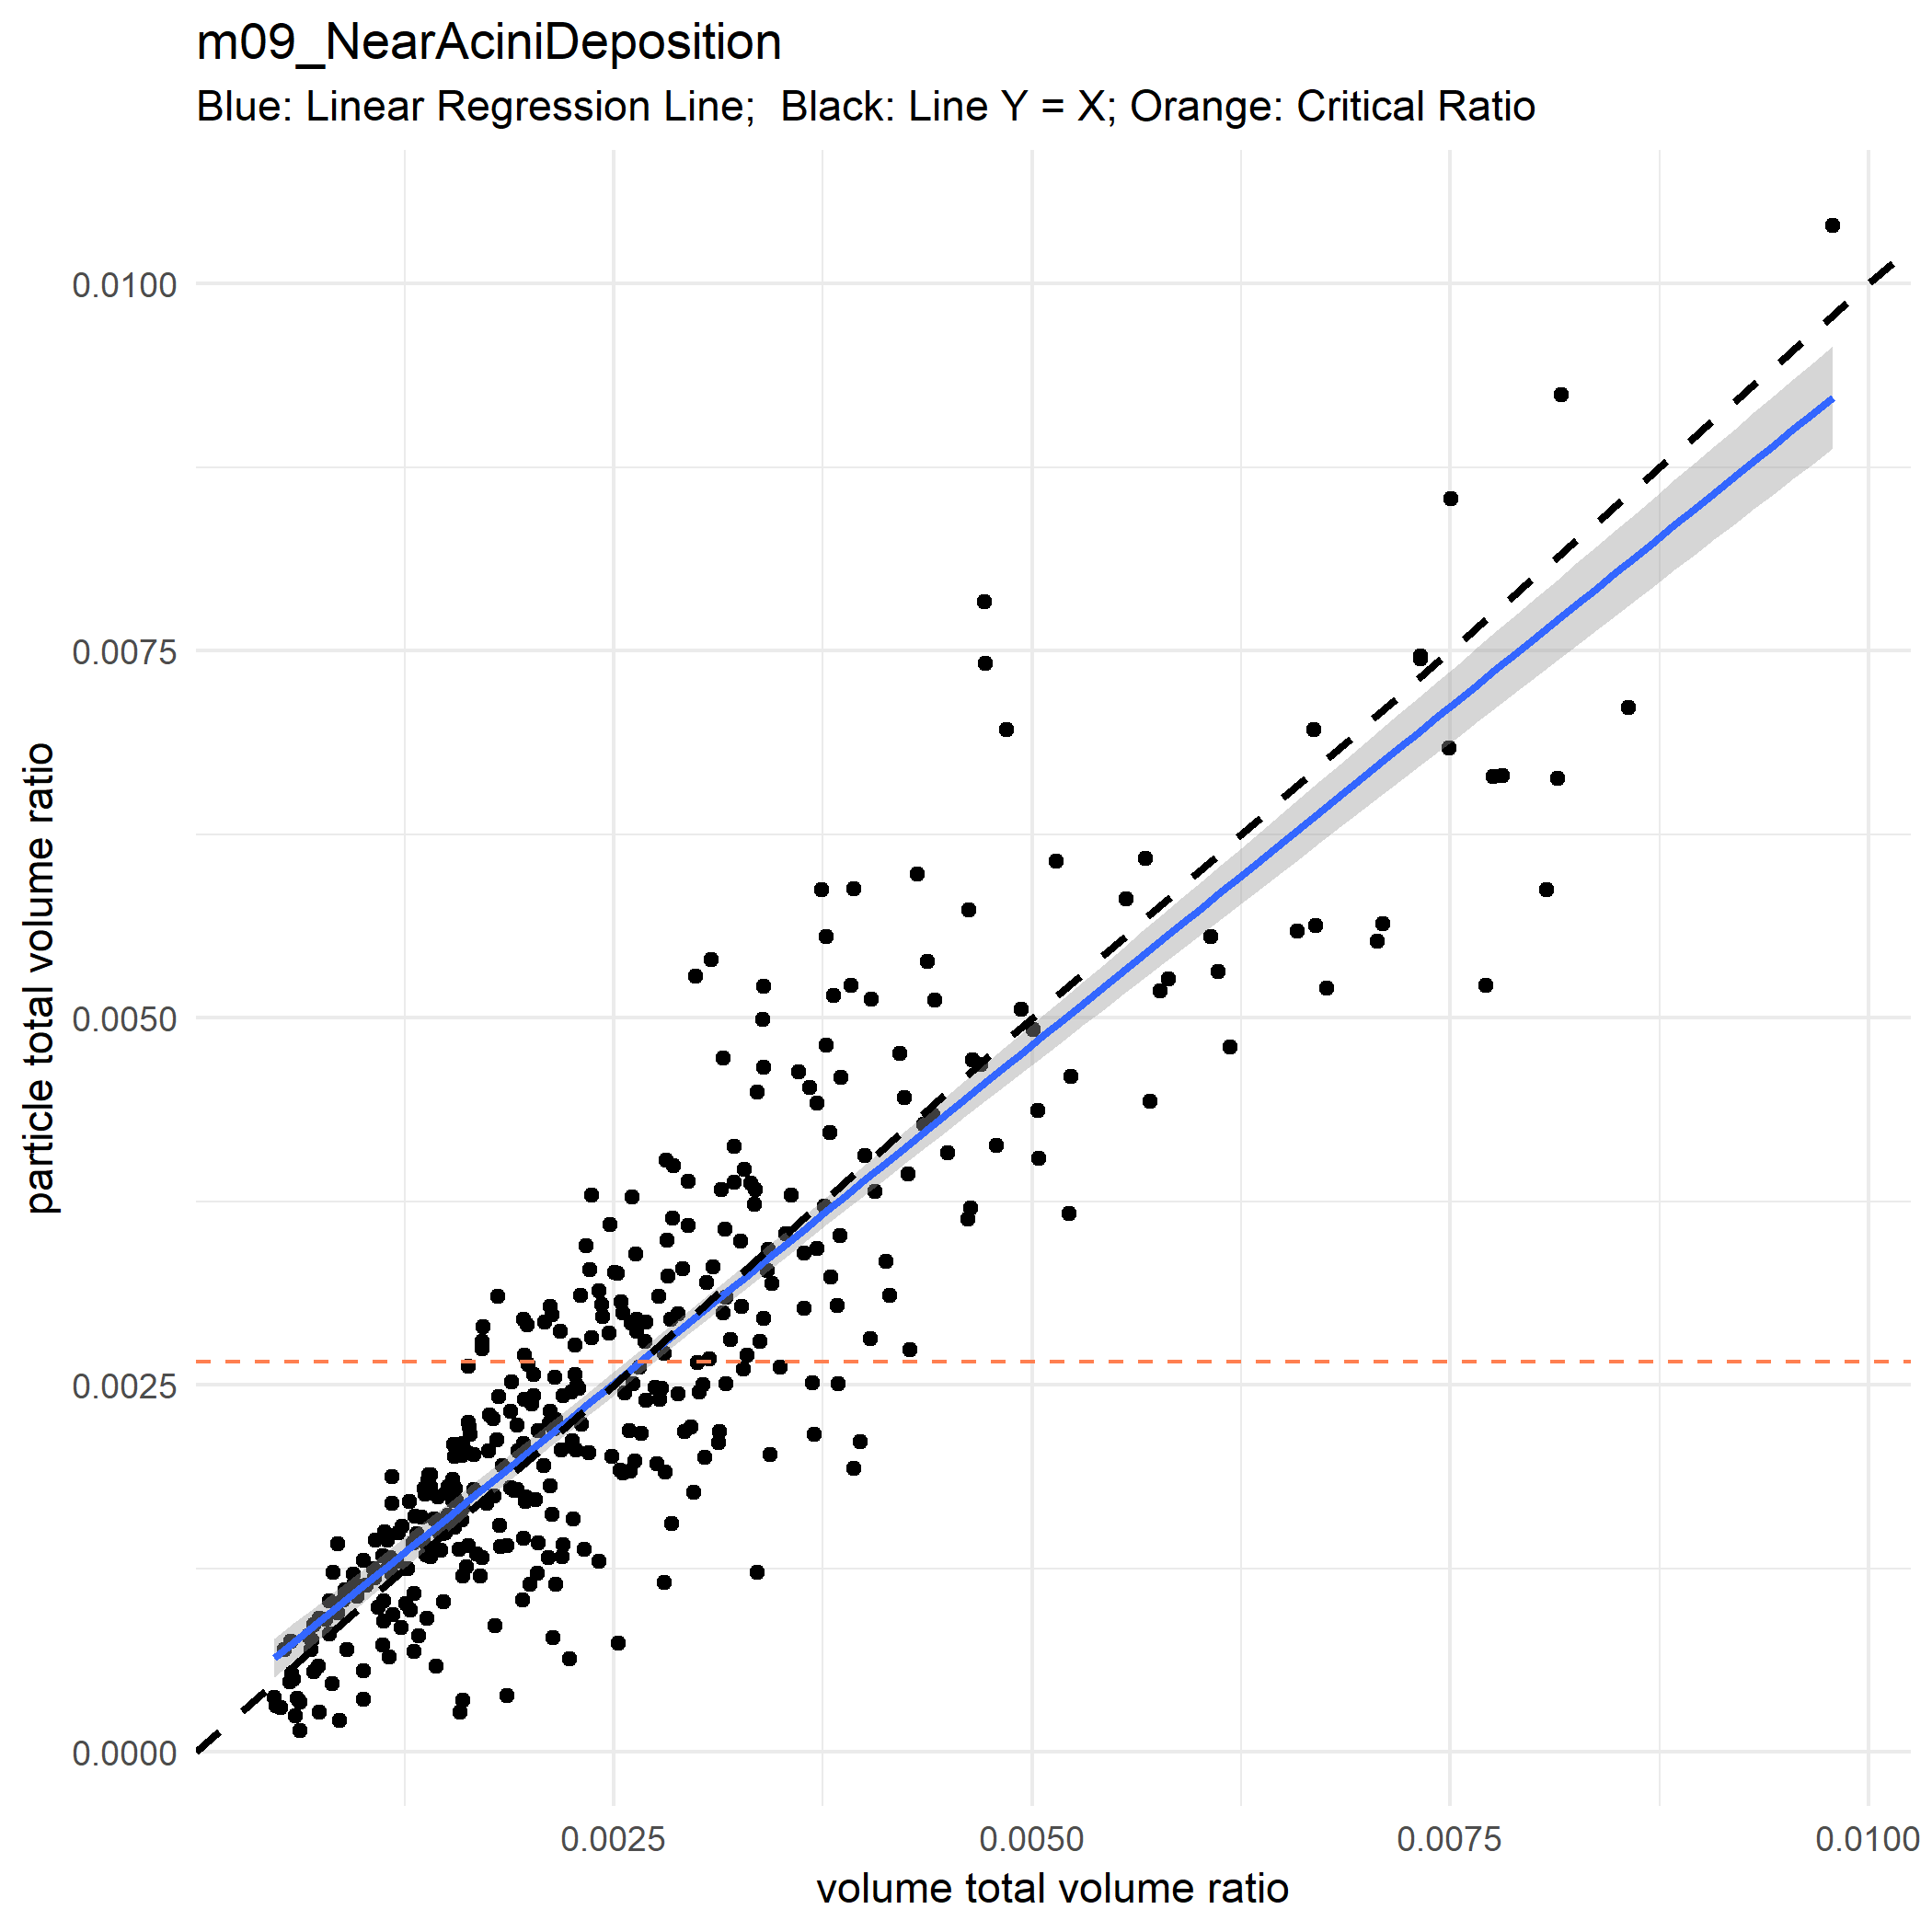 m09_NearAciniDeposition
Blue: Linear Regression Line;  Black: Line Y = X; Orange: Critical Ratio
0.0100
0.0075
0.0050
0.0025
0.0000
particle total volume ratio
0.0025 0.0050 0.0075 0.0100
volume total volume ratio